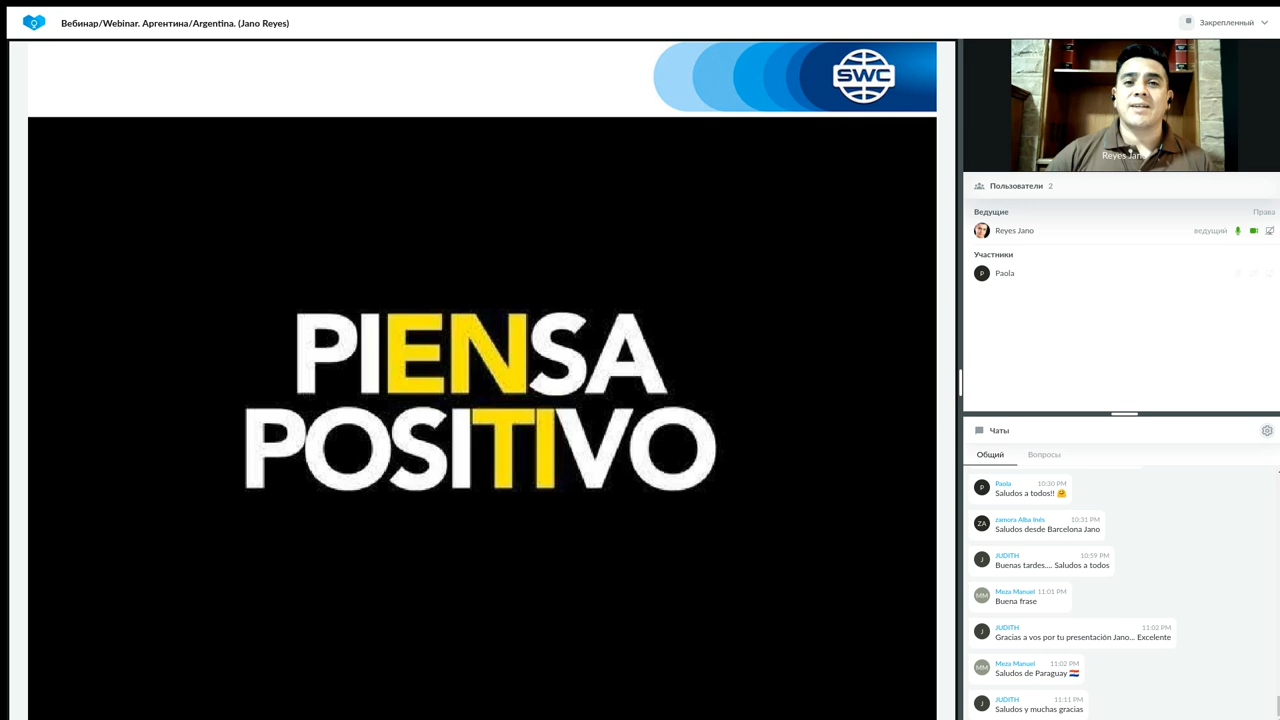 Вебинар/Webinar. Аргентина/Argentina. (Jano Reyes)
Закрепленный
SWC
PIENSA
POSITIVO
Reyes Jano
Пользователи 2
Ведущие Права
Reyes Jano ведущий
Участники
P Paola
Чаты
Общий Вопросы
P Paola 10:30 PM
Saludos a todos!! 🤗
ZA zamora Alba Inés 10:31 PM
Saludos desde Barcelona Jano
J JUDITH 10:59 PM
Buenas tardes.... Saludos a todos
MM Meza Manuel 11:01 PM
Buena frase
J JUDITH 11:02 PM
Gracias a vos por tu presentación Jano... Excelente
MM Meza Manuel 11:02 PM
Saludos de Paraguay 🇵🇾
J JUDITH 11:11 PM
Saludos y muchas gracias